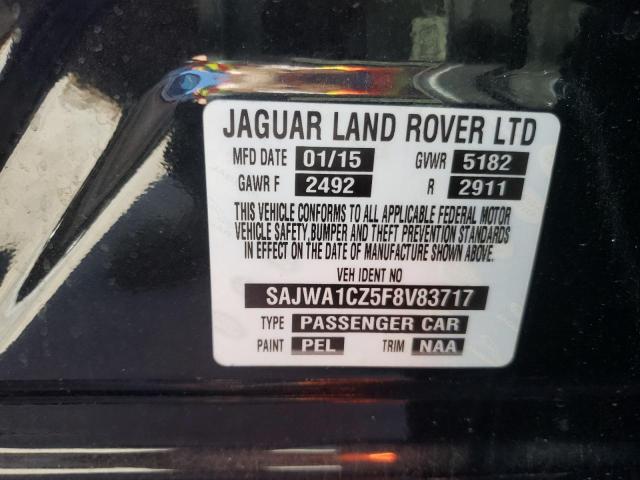 JAGUAR LAND ROVER LTD
MFD DATE 01/15 GVWR 5182
GAWR F 2492 R 2911
THIS VEHICLE CONFORMS TO ALL APPLICABLE FEDERAL MOTOR
VEHICLE SAFETY,BUMPER AND THEFT PREVENTION STANDARDS
IN EFFECT ON THE DATE OF MANUFACTURE SHOWN ABOVE.
VEH IDENT NO
SAJWA1CZ5F8V83717
TYPE PASSENGER CAR
PAINT PEL TRIM NAA